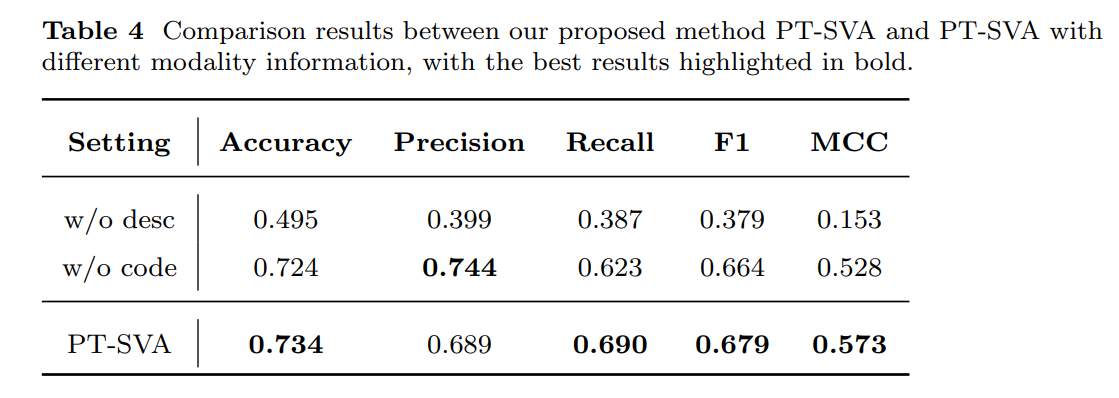 Table 4 Comparison results between our proposed method PT-SVA and PT-SVA with
different modality information, with the best results highlighted in bold.
Setting Accuracy Precision Recall F1 MCC
w/o desc 0.495 0.399 0.387 0.379 0.153
w/o code 0.724 0.744 0.623 0.664 0.528
PT-SVA 0.734 0.689 0.690 0.679 0.573